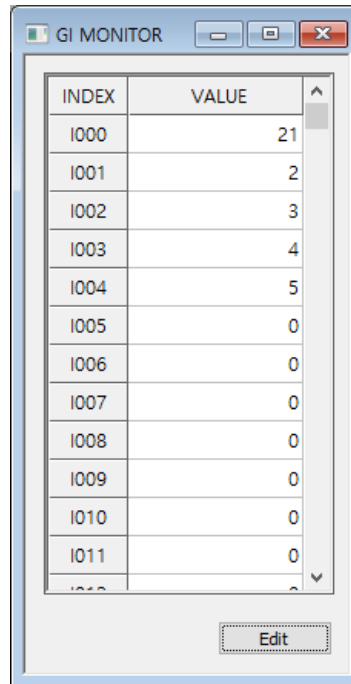 GI MONITOR
INDEX VALUE
I000 21
I001 2
I002 3
I003 4
I004 5
I005 0
I006 0
I007 0
I008 0
I009 0
I010 0
I011 0
Edit